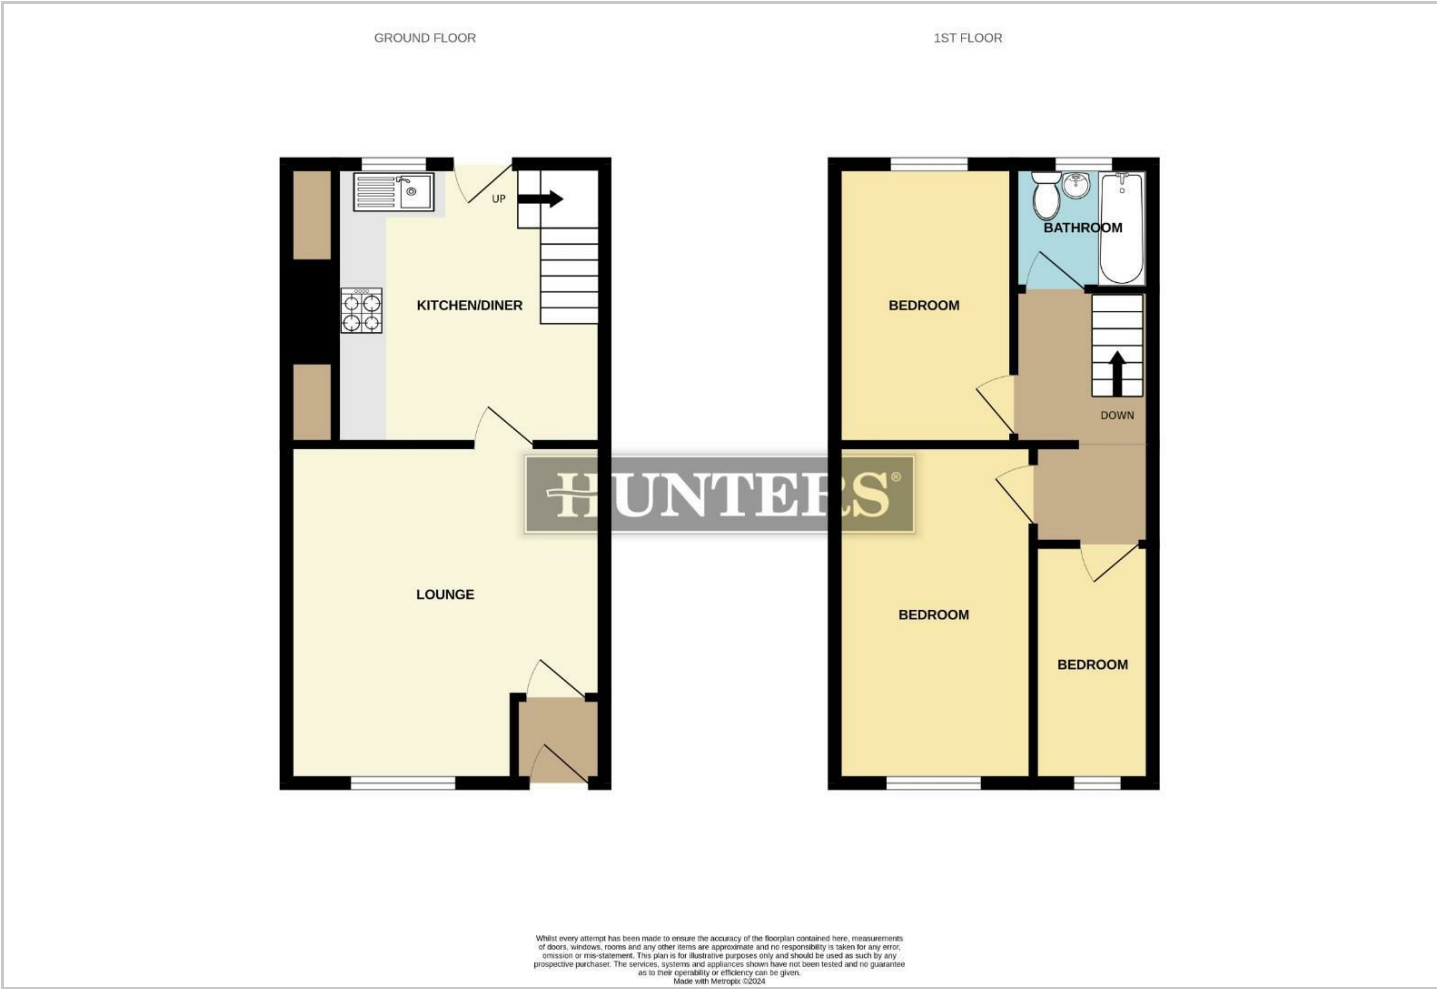 GROUND FLOOR
1ST FLOOR
UP
BATHROOM
KITCHEN/DINER
BEDROOM
DOWN
HUNTERS®
LOUNGE
BEDROOM
BEDROOM
Whilst every attempt has been made to ensure the accuracy of the floorplan contained here, measurements
of doors, windows, rooms and any other items are approximate and no responsibility is taken for any error,
omission or mis-statement. This plan is for illustrative purposes only and should be used as such by any
prospective purchaser. The services, systems and appliances shown have not been tested and no guarantee
as to their operability or efficiency can be given.
Made with Metropix ©2024